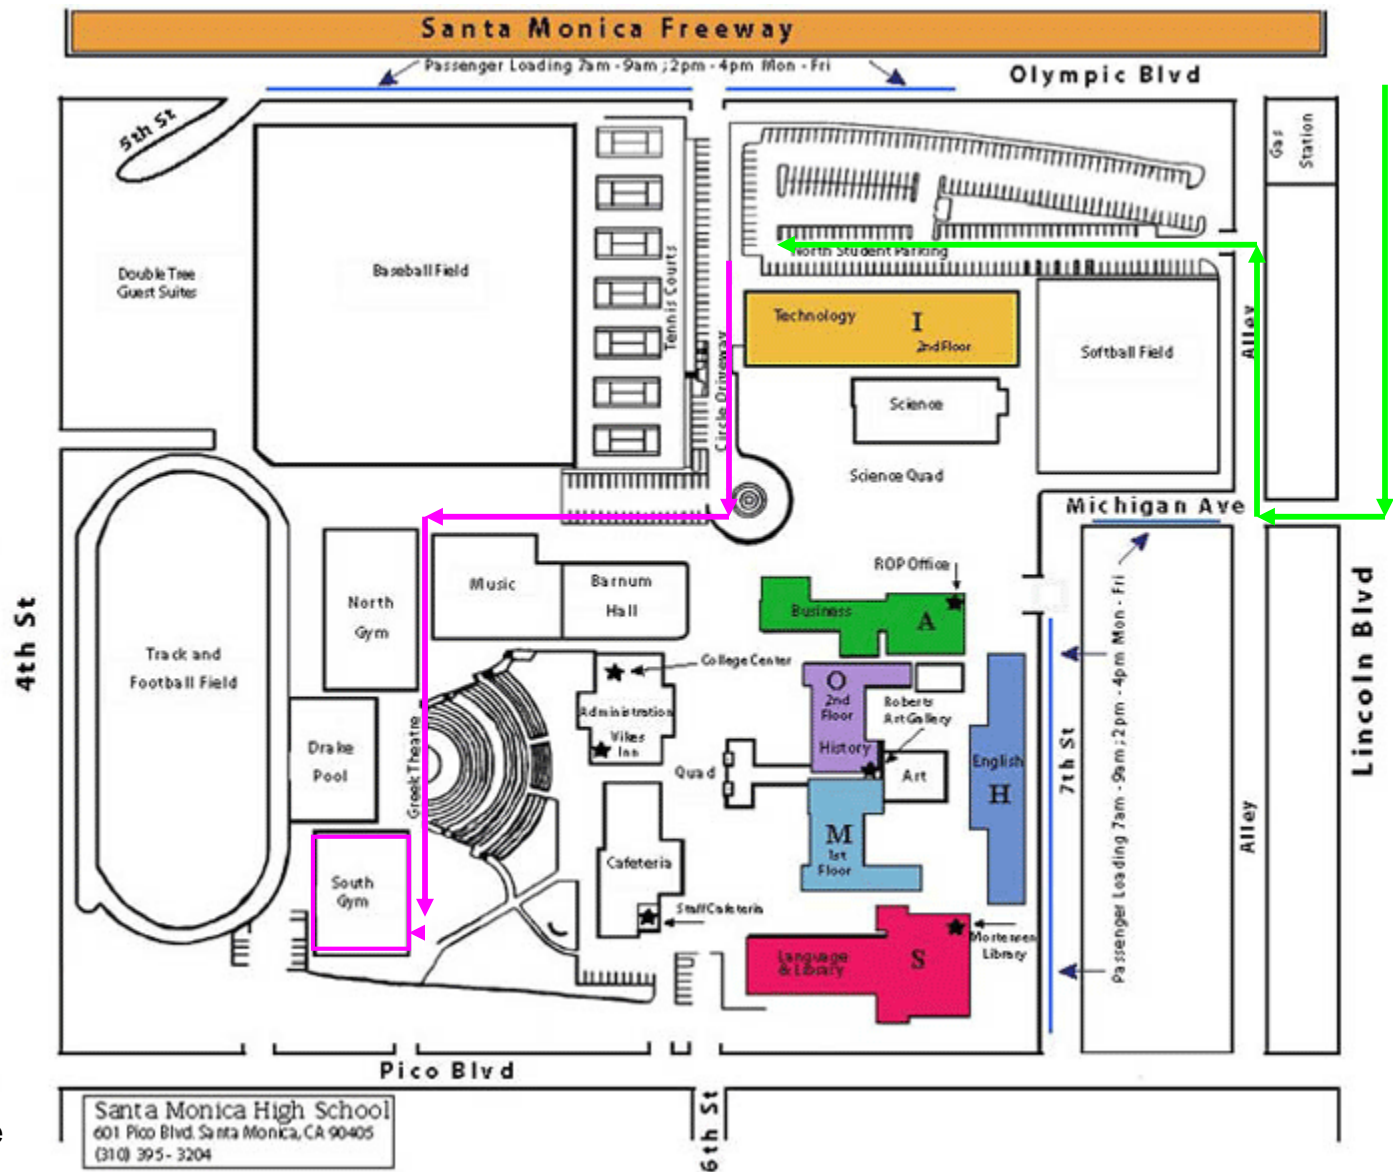 Santa Monica Freeway
Passenger Loading 7am - 9am ; 2pm - 4pm Mon - Fri
Olympic Blvd
5th St
Gas
Station
Double Tree
Guest Suites
Baseball Field
Tennis Courts
Circle Driveway
North Student Parking
Technology
I
2nd Floor
Softball Field
Alley
Science
Science Quad
Michigan Ave
4th St
Track and
Football Field
North
Gym
Music
Barnum
Hall
ROP Office
Business
A
College Center
Administration
Vikes
Inn
O
2nd
Floor
History
Roberts
Art Gallery
Art
English
H
7th St
Passenger Loading 7am - 9am ; 2pm - 4pm Mon - Fri
Lincoln Blvd
Alley
Drake
Pool
Greek Theatre
Quad
M
1st
Floor
Cafeteria
Staff Cafeteria
South
Gym
Language
& Library
S
Mortensen
Library
Pico Blvd
6th St
Santa Monica High School
601 Pico Blvd. Santa Monica, CA 90405
(310) 395 - 3204
e